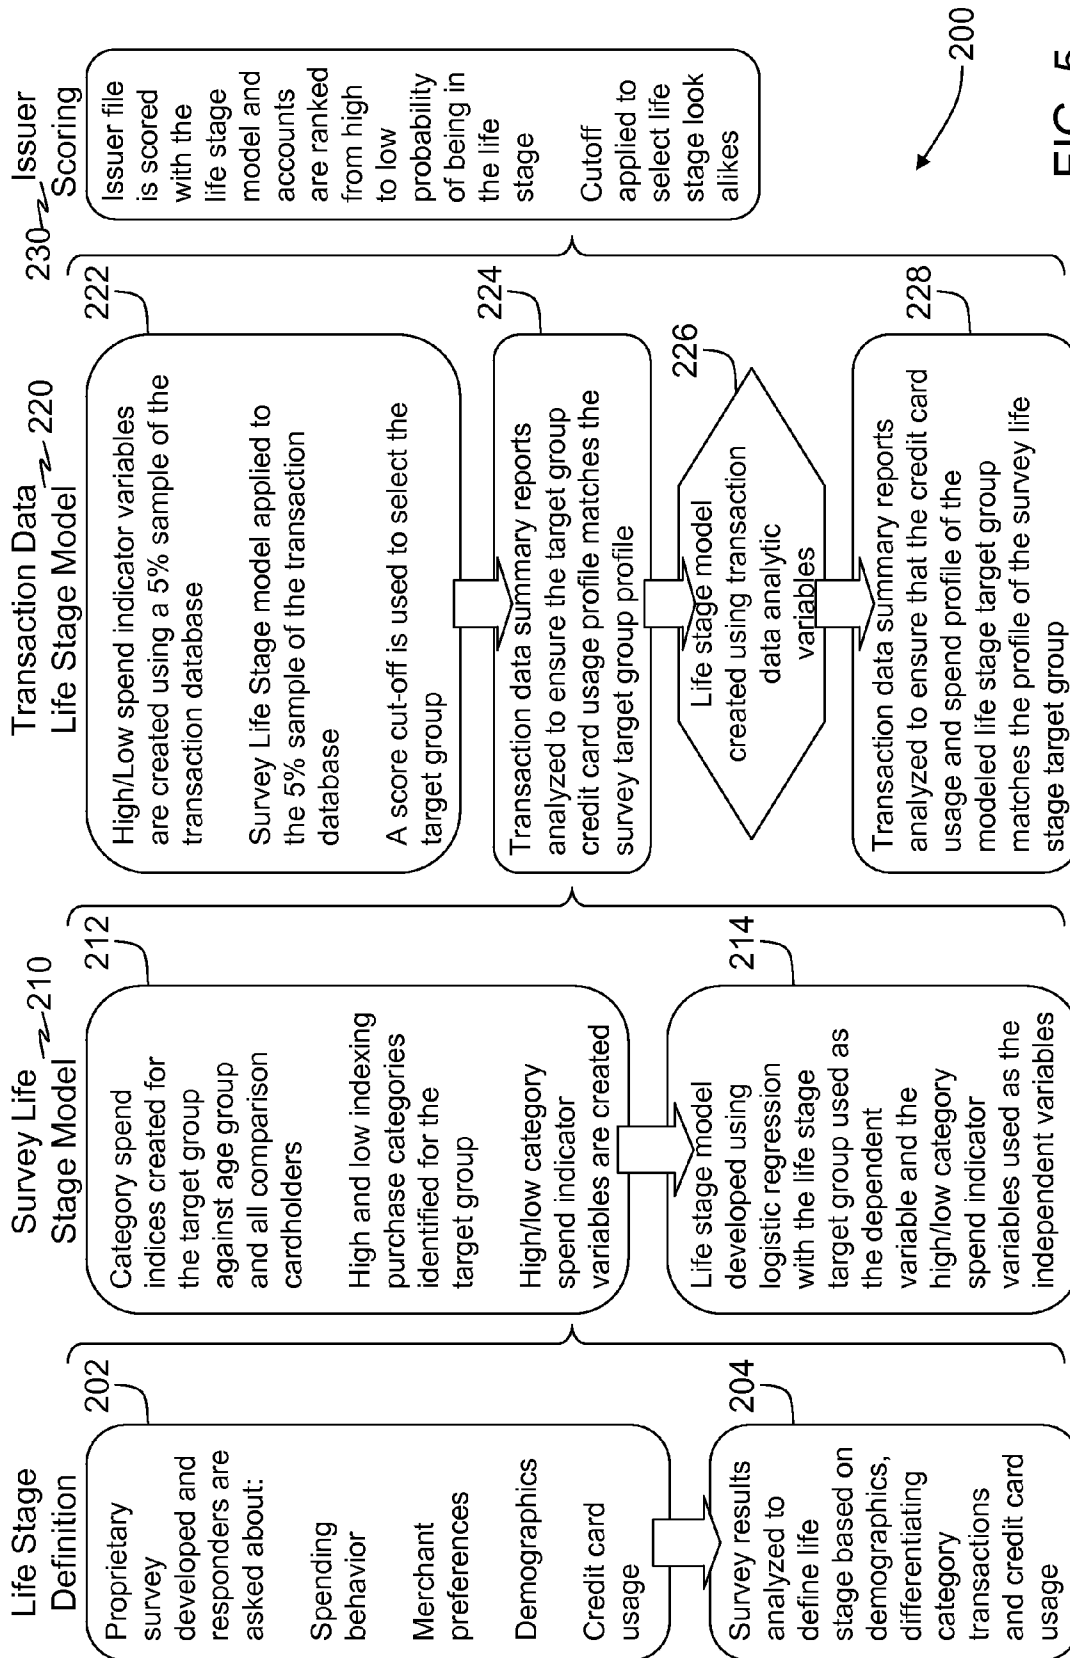 Life Stage
Definition
202
Proprietary
survey
developed and
responders are
asked about:
Spending
behavior
Merchant
preferences
Demographics
Credit card
usage
204
Survey results
analyzed to
define life
stage based on
demographics,
differentiating
category
transactions
and credit card
usage
Survey Life
Stage Model
210
212
Category spend
indices created for
the target group
against age group
and all comparison
cardholders
High and low indexing
purchase categories
identified for the
target group
High/low category
spend indicator
variables are created
214
Life stage model
developed using
logistic regression
with the life stage
target group used as
the dependent
variable and the
high/low category
spend indicator
variables used as the
independent variables
Transaction Data
Life Stage Model
220
222
High/Low spend indicator variables
are created using a 5% sample of the
transaction database
Survey Life Stage model applied to
the 5% sample of the transaction
database
A score cut-off is used to select the
target group
224
Transaction data summary reports
analyzed to ensure the target group
credit card usage profile matches the
survey target group profile
226
Life stage model
created using transaction
data analytic
variables
228
Transaction data summary reports
analyzed to ensure that the credit card
usage and spend profile of the
modeled life stage target group
matches the profile of the survey life
stage target group
230
Issuer
Scoring
Issuer file
is scored
with the
life stage
model and
accounts
are ranked
from high
to low
probability
of being in
the life
stage
Cutoff
applied to
select life
stage look
alikes
200
FIG. 5